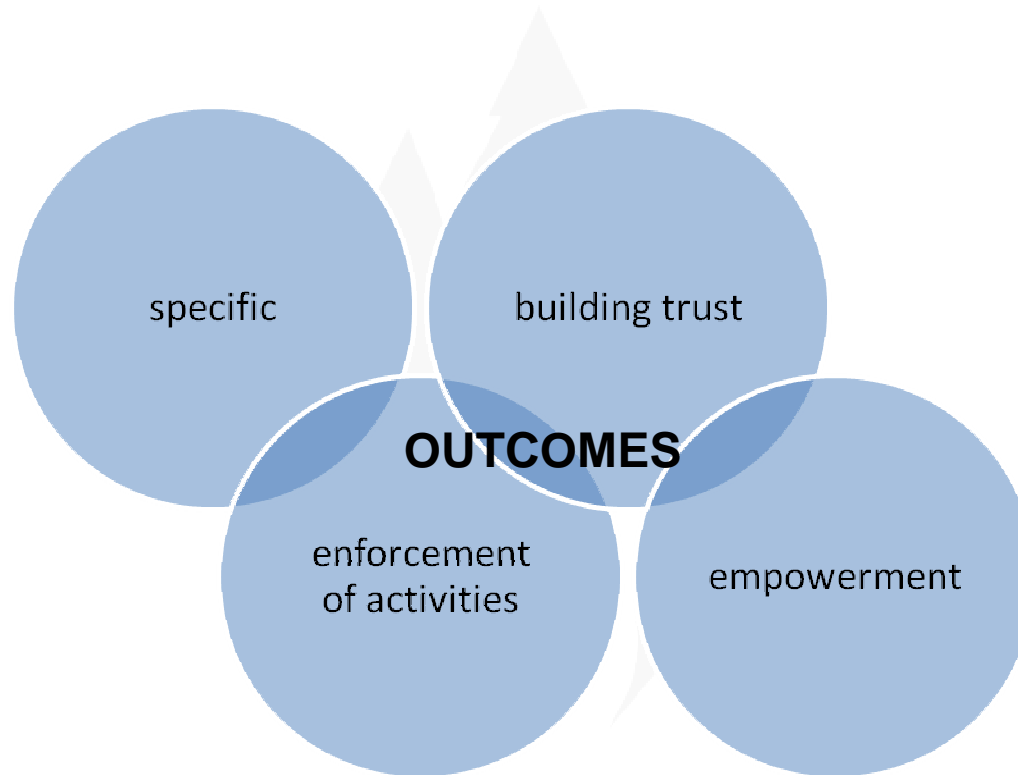 specific
building trust
OUTCOMES
enforcement
of activities
empowerment